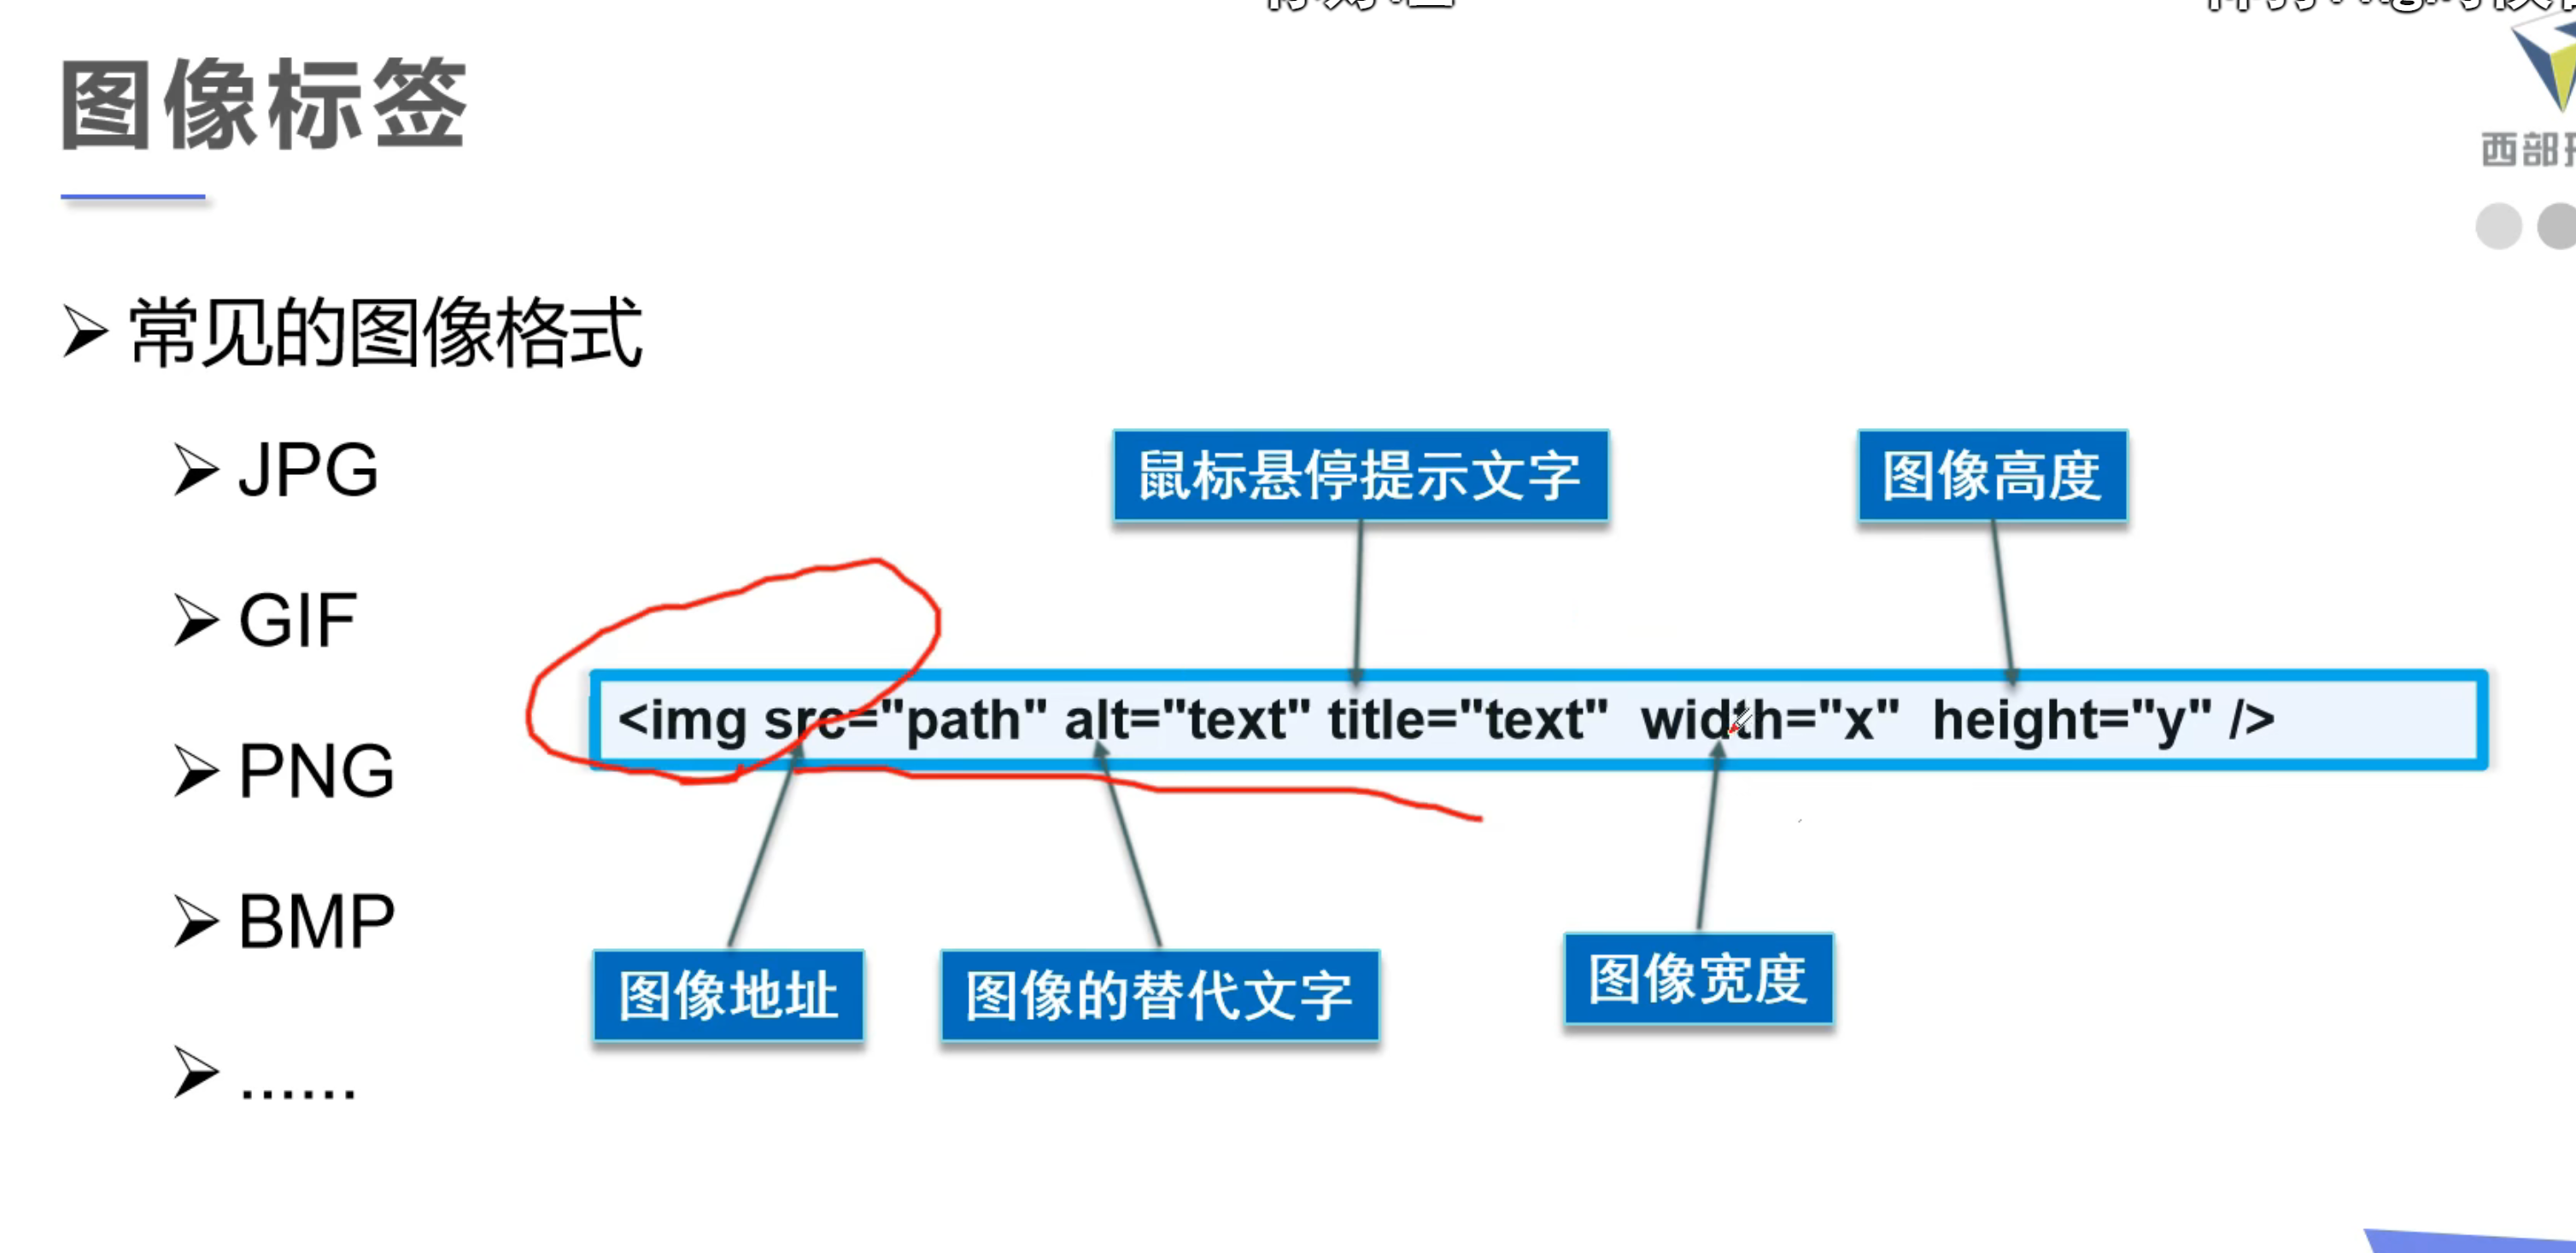 图像标签
西部
常见的图像格式
JPG
GIF
PNG
BMP
......
鼠标悬停提示文字
图像高度
<img src="path" alt="text" title="text" width="x" height="y" />
图像地址
图像的替代文字
图像宽度